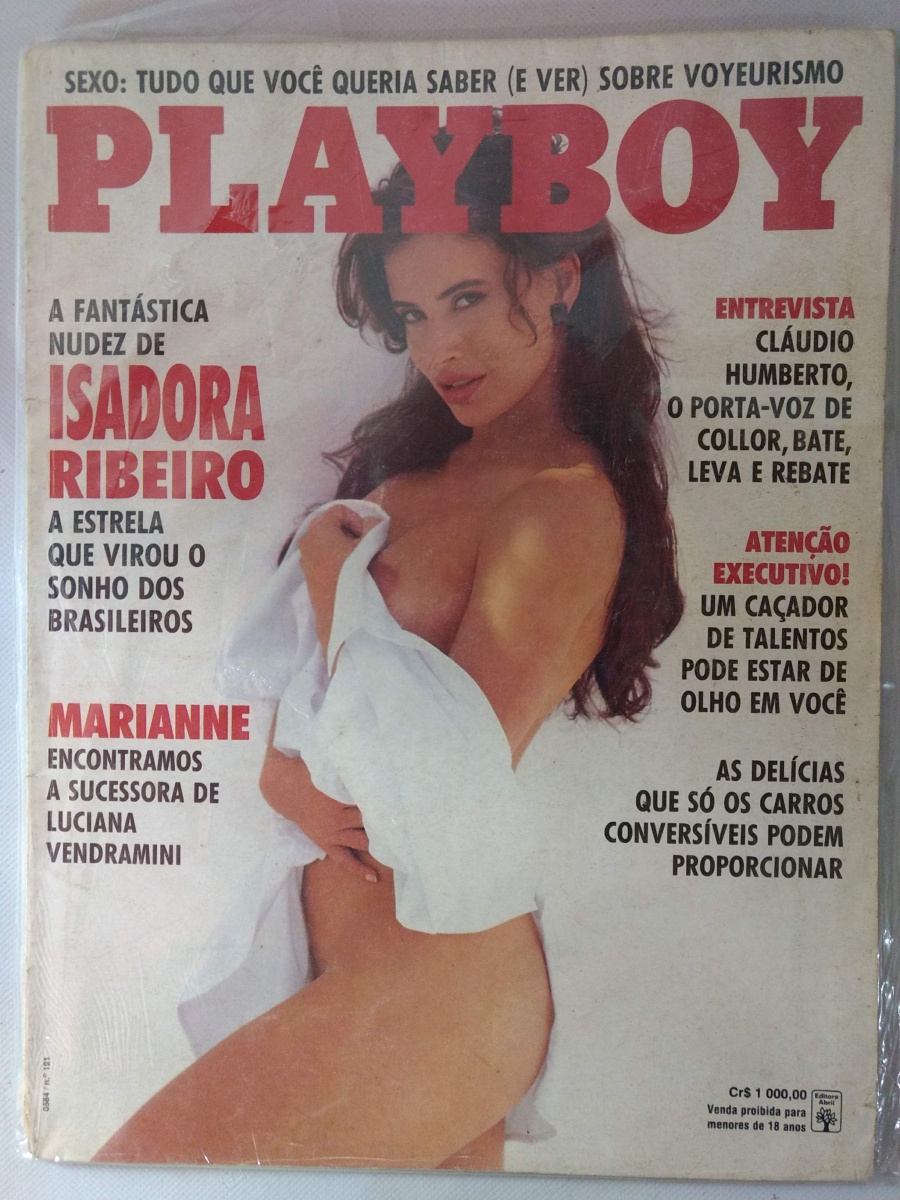 SEXO: TUDO QUE VOCÊ QUERIA SABER (E VER) SOBRE VOYEURISMO
PLAYBOY
A FANTÁSTICA
NUDEZ DE
ISADORA
RIBEIRO
A ESTRELA
QUE VIROU O
SONHO DOS
BRASILEIROS
MARIANNE
ENCONTRAMOS
A SUCESSORA DE
LUCIANA
VENDRAMINI
ENTREVISTA
CLÁUDIO
HUMBERTO,
O PORTA-VOZ DE
COLLOR, BATE,
LEVA E REBATE
ATENÇÃO
EXECUTIVO!
UM CAÇADOR
DE TALENTOS
PODE ESTAR DE
OLHO EM VOCÊ
AS DELÍCIAS
QUE SÓ OS CARROS
CONVERSÍVEIS PODEM
PROPORCIONAR
0584 / n.º 191
Cr$ 1 000,00
Venda proibida para
menores de 18 anos
Editora
Abril